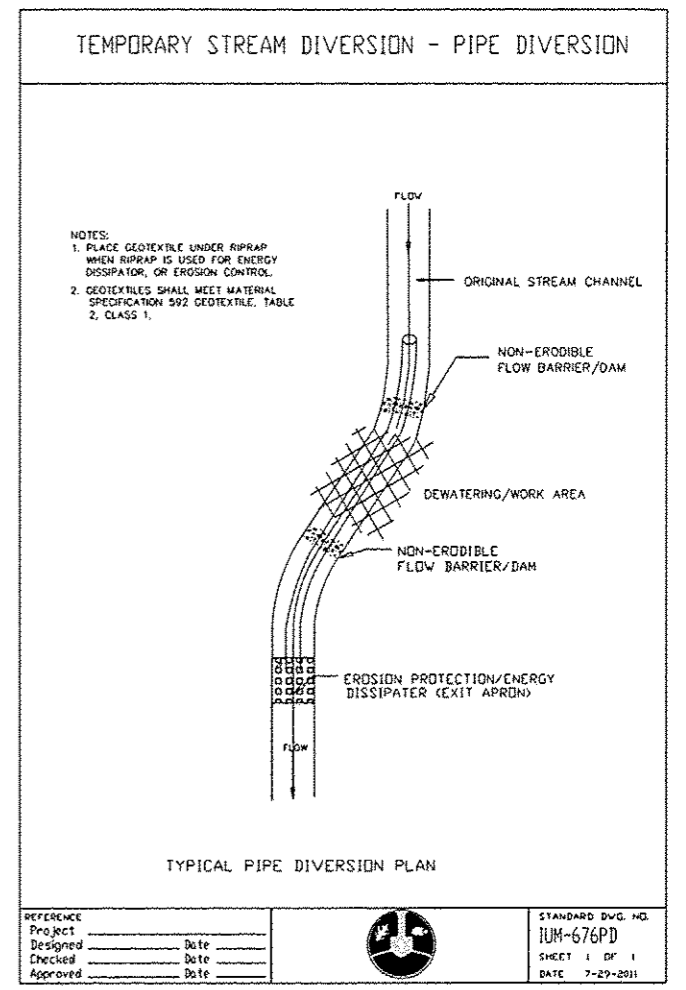 TEMPORARY STREAM DIVERSION - PIPE DIVERSION
FLOW
NOTES:
1. PLACE GEOTEXTILE UNDER RIPRAP
WHEN RIPRAP IS USED FOR ENERGY
DISSIPATOR, OR EROSION CONTROL.
2. GEOTEXTILES SHALL MEET MATERIAL
SPECIFICATION 592 GEOTEXTILE, TABLE
2, CLASS 1.
ORIGINAL STREAM CHANNEL
NON-ERODIBLE
FLOW BARRIER/DAM
DEWATERING/WORK AREA
NON-ERODIBLE
FLOW BARRIER/DAM
EROSION PROTECTION/ENERGY
DISSIPATER (EXIT APRON)
FLOW
TYPICAL PIPE DIVERSION PLAN
REFERENCE
Project
Designed Date
Checked Date
Approved Date
STANDARD DWG. NO.
IUM-676PD
SHEET 1 OF 1
DATE 7-29-2011